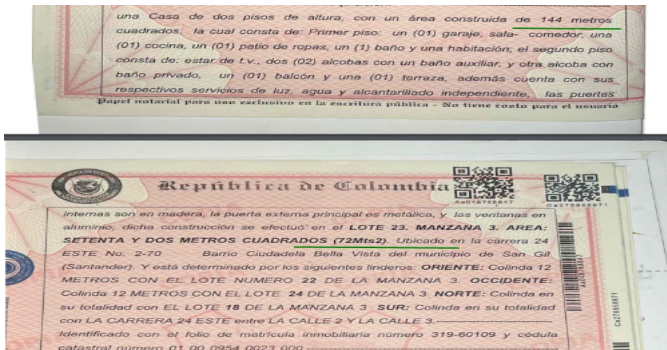 una Casa de dos pisos de altura, con un área construida de 144 metros
cuadrados, la cual consta de: Primer piso: un (01) garaje, sala- comedor, una
(01) cocina, un (01) patio de ropas, un (1) baño y una habitación; el segundo piso
consta de: estar de t.v., dos (02) alcobas con un baño auxiliar, y otra alcoba con
baño privado, un (01) balcón y una (01) terraza, además cuenta con sus
respectivos servicios de luz, agua y alcantarillado independiente, las puertas
Papel notarial para uso exclusivo en la escritura pública - No tiene costo para el usuario
República de Colombia
internas son en madera, la puerta externa principal es metálica, y las ventanas en
aluminio, dicha construcción se efectuó en el LOTE 23. MANZANA 3. AREA:
SETENTA Y DOS METROS CUADRADOS (72Mts2). Ubicado en la carrera 24
ESTE No. 2-70 Barrio Ciudadela Bella Vista del municipio de San Gil
(Santander). Y está determinado por los siguientes linderos: ORIENTE: Colinda 12
METROS CON EL LOTE NUMERO 22 DE LA MANZANA 3. OCCIDENTE:
Colinda 12 METROS CON EL LOTE 24 DE LA MANZANA 3. NORTE: Colinda en
su totalidad con EL LOTE 18 DE LA MANZANA 3. SUR: Colinda en su totalidad
con LA CARRERA 24 ESTE entre LA CALLE 2 Y LA CALLE 3.
Identificado con el folio de matrícula inmobiliaria número 319-60109 y cédula
catastral número 01 00 0954 0023 000